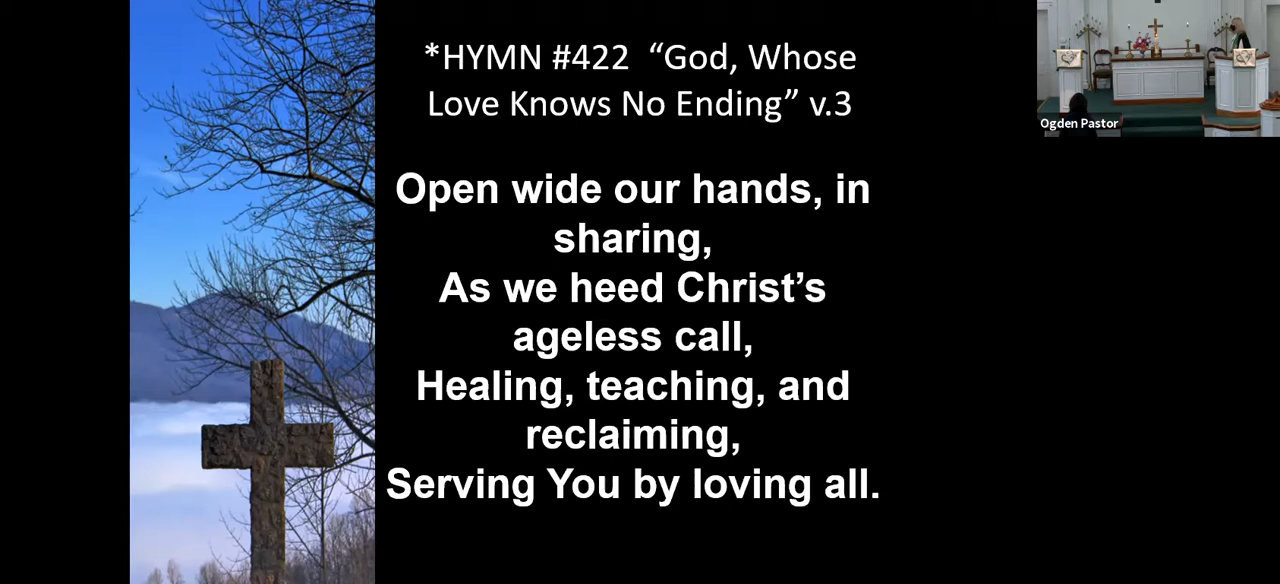 *HYMN #422  “God, Whose
Love Knows No Ending” v.3
Open wide our hands, in
sharing,
As we heed Christ’s
ageless call,
Healing, teaching, and
reclaiming,
Serving You by loving all.
Ogden Pastor